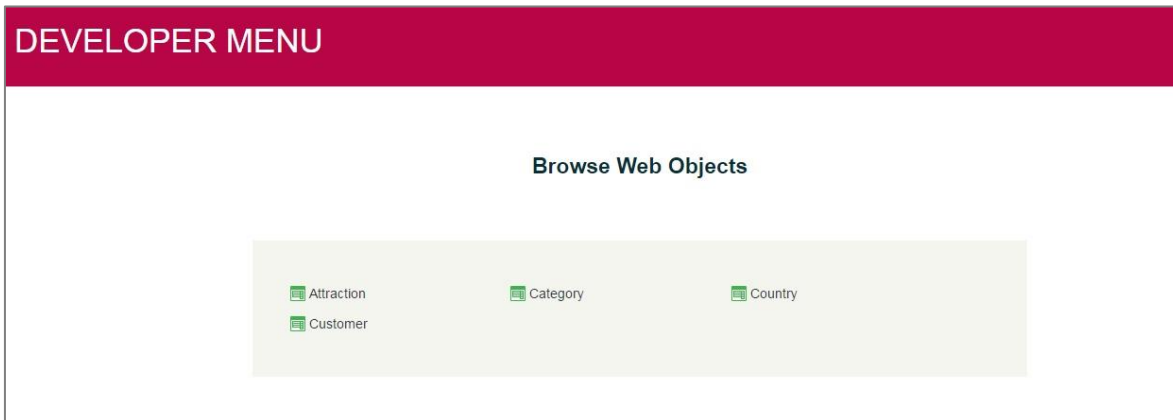 DEVELOPER MENU
Browse Web Objects
Attraction Category Country
Customer